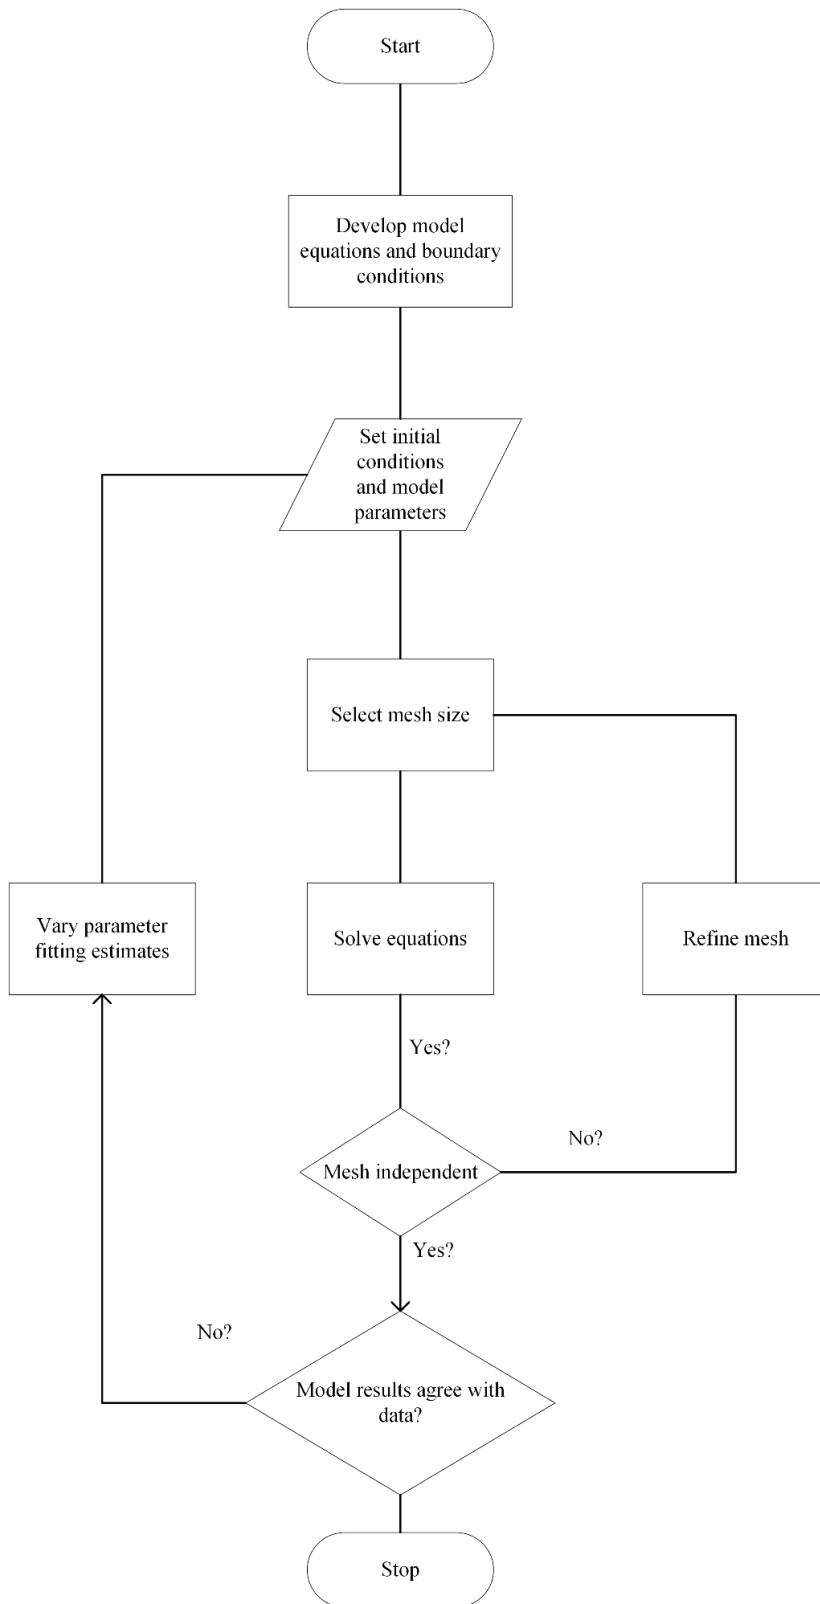 Start
Develop model
equations and boundary
conditions
Set initial
conditions
and model
parameters
Select mesh size
Vary parameter
fitting estimates
Solve equations
Refine mesh
Yes?
No?
Mesh independent
Yes?
No?
Model results agree with
data?
Stop